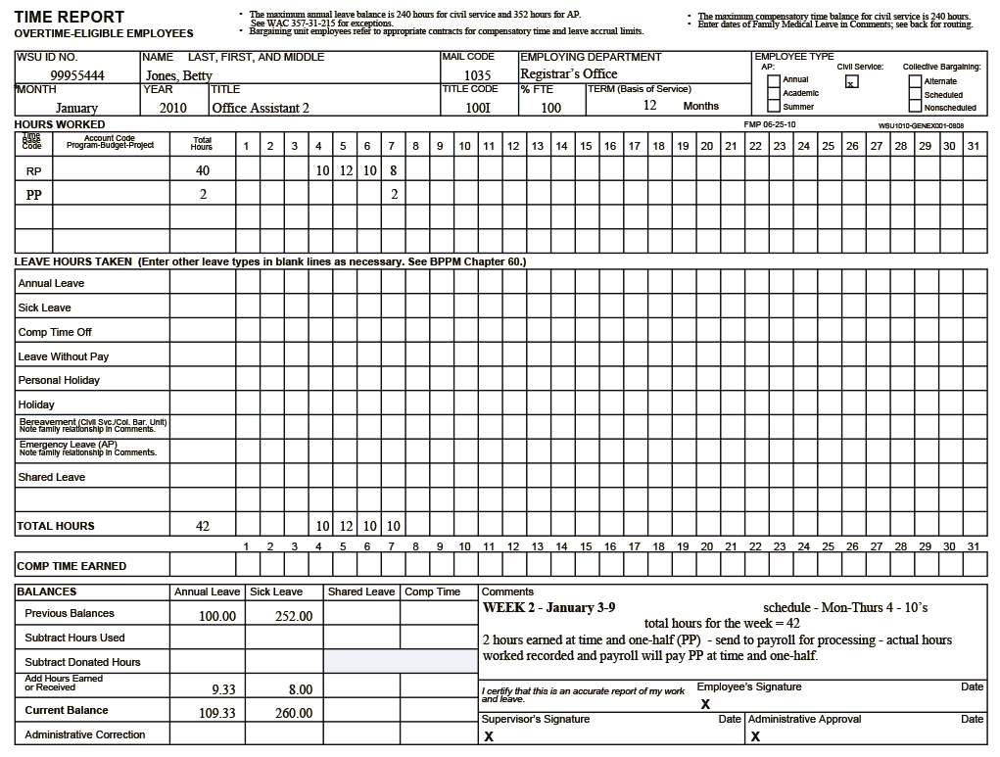 TIME REPORT
OVERTIME-ELIGIBLE EMPLOYEES
• The maximum annual leave balance is 240 hours for civil service and 352 hours for AP.
See WAC 357-31-215 for exceptions.
• Bargaining unit employees refer to appropriate contracts for compensatory time and leave accrual limits.
• The maximum compensatory time balance for civil service is 240 hours.
• Enter dates of Family Medical Leave in Comments; see back for routing.
WSU ID NO. NAME LAST, FIRST, AND MIDDLE MAIL CODE EMPLOYING DEPARTMENT EMPLOYEE TYPE
99955444 Jones, Betty 1035 Registrar's Office
AP: Civil Service: Collective Bargaining:
Annual x Alternate
Academic Scheduled
Summer Nonscheduled
MONTH YEAR TITLE TITLE CODE % FTE TERM (Basis of Service)
January 2010 Office Assistant 2 100I 100 12 Months
HOURS WORKED FMP 06-25-10 WSU1010-GENEX001-0808
Time Base Code Account Code Program-Budget-Project Total Hours 1 2 3 4 5 6 7 8 9 10 11 12 13 14 15 16 17 18 19 20 21 22 23 24 25 26 27 28 29 30 31
RP 40 10 12 10 8
PP 2 2
LEAVE HOURS TAKEN (Enter other leave types in blank lines as necessary. See BPPM Chapter 60.)
Annual Leave
Sick Leave
Comp Time Off
Leave Without Pay
Personal Holiday
Holiday
Bereavement (Civil Svc./Col. Bar. Unit)
Note family relationship in Comments.
Emergency Leave (AP)
Note family relationship in Comments.
Shared Leave
TOTAL HOURS 42 10 12 10 10
1 2 3 4 5 6 7 8 9 10 11 12 13 14 15 16 17 18 19 20 21 22 23 24 25 26 27 28 29 30 31
COMP TIME EARNED
BALANCES Annual Leave Sick Leave Shared Leave Comp Time
Previous Balances 100.00 252.00
Subtract Hours Used
Subtract Donated Hours
Add Hours Earned
or Received 9.33 8.00
Current Balance 109.33 260.00
Administrative Correction
Comments
WEEK 2 - January 3-9 schedule - Mon-Thurs 4 - 10's
total hours for the week = 42
2 hours earned at time and one-half (PP) - send to payroll for processing - actual hours
worked recorded and payroll will pay PP at time and one-half.
I certify that this is an accurate report of my work
and leave.
Employee's Signature Date
X
Supervisor's Signature Date Administrative Approval Date
X X